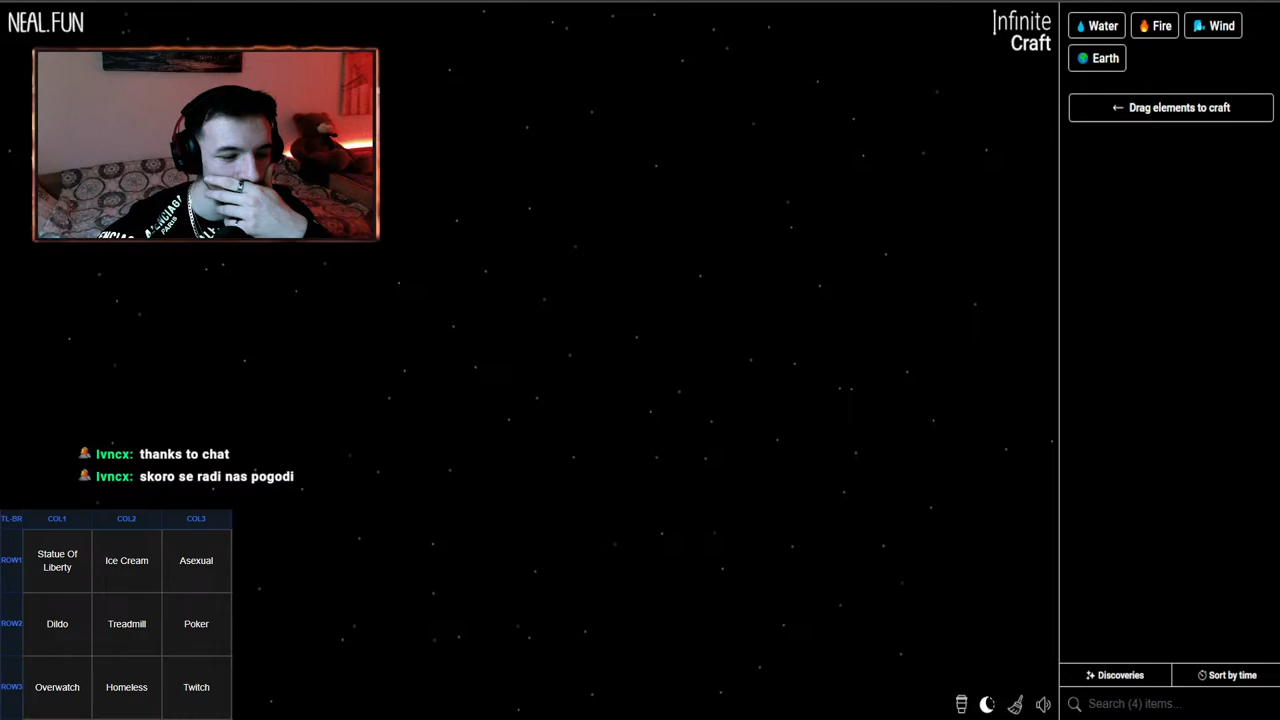 NEAL.FUN
Infinite
Craft
Water
Fire
Wind
Earth
← Drag elements to craft
PARIS
lvncx: thanks to chat
lvncx: skoro se radi nas pogodi
TL-BR COL1 COL2 COL3
ROW1 Statue Of Liberty Ice Cream Asexual
ROW2 Dildo Treadmill Poker
ROW3 Overwatch Homeless Twitch
Discoveries
Sort by time
Search (4) items...